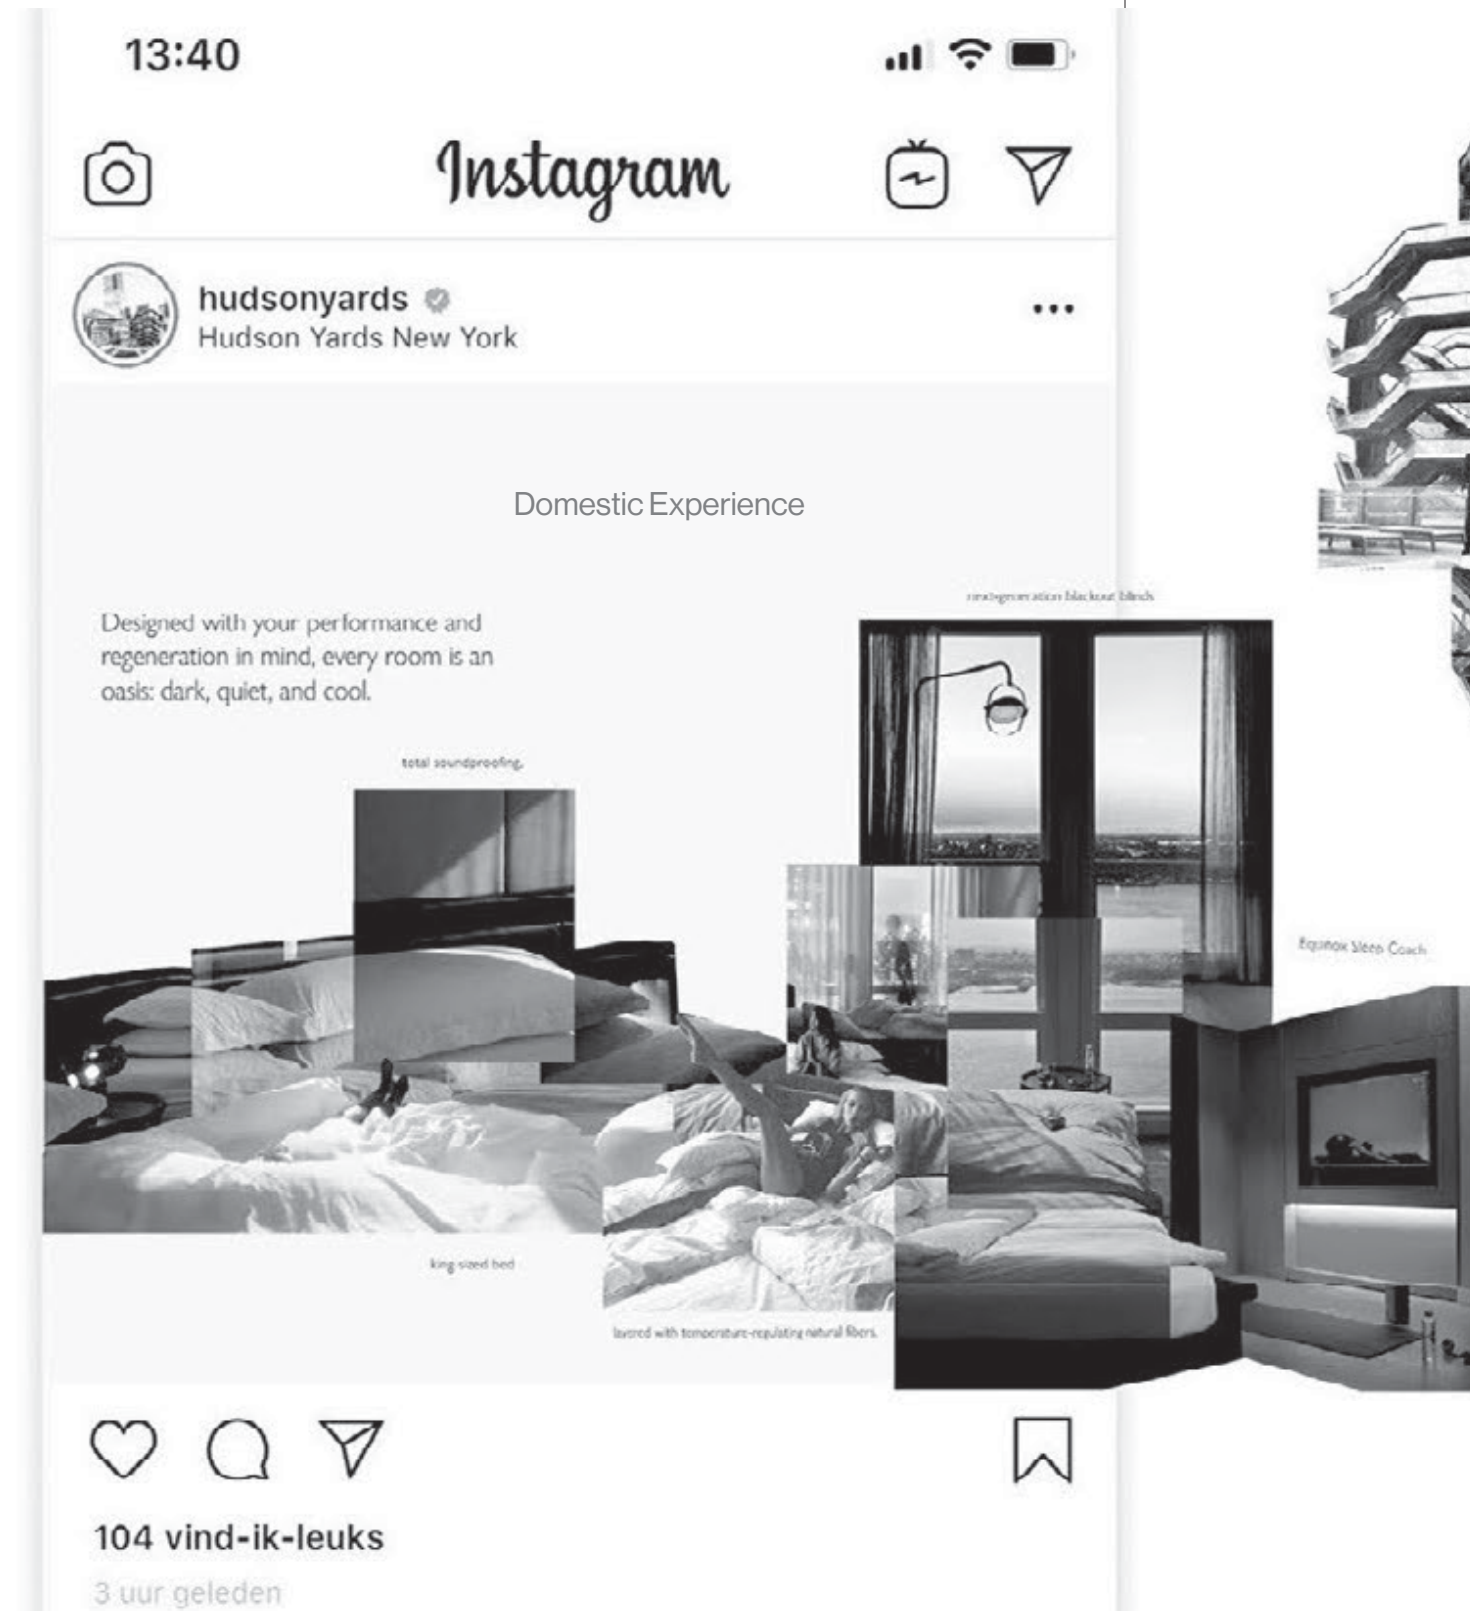 13:40
Instagram
hudsonyards
Hudson Yards New York
Domestic Experience
next-generation blackout blinds
Designed with your performance and
regeneration in mind, every room is an
oasis: dark, quiet, and cool.
total soundproofing,
Equinox Sleep Coach
king-sized bed
layered with temperature-regulating natural fibers.
104 vind-ik-leuks
3 uur geleden